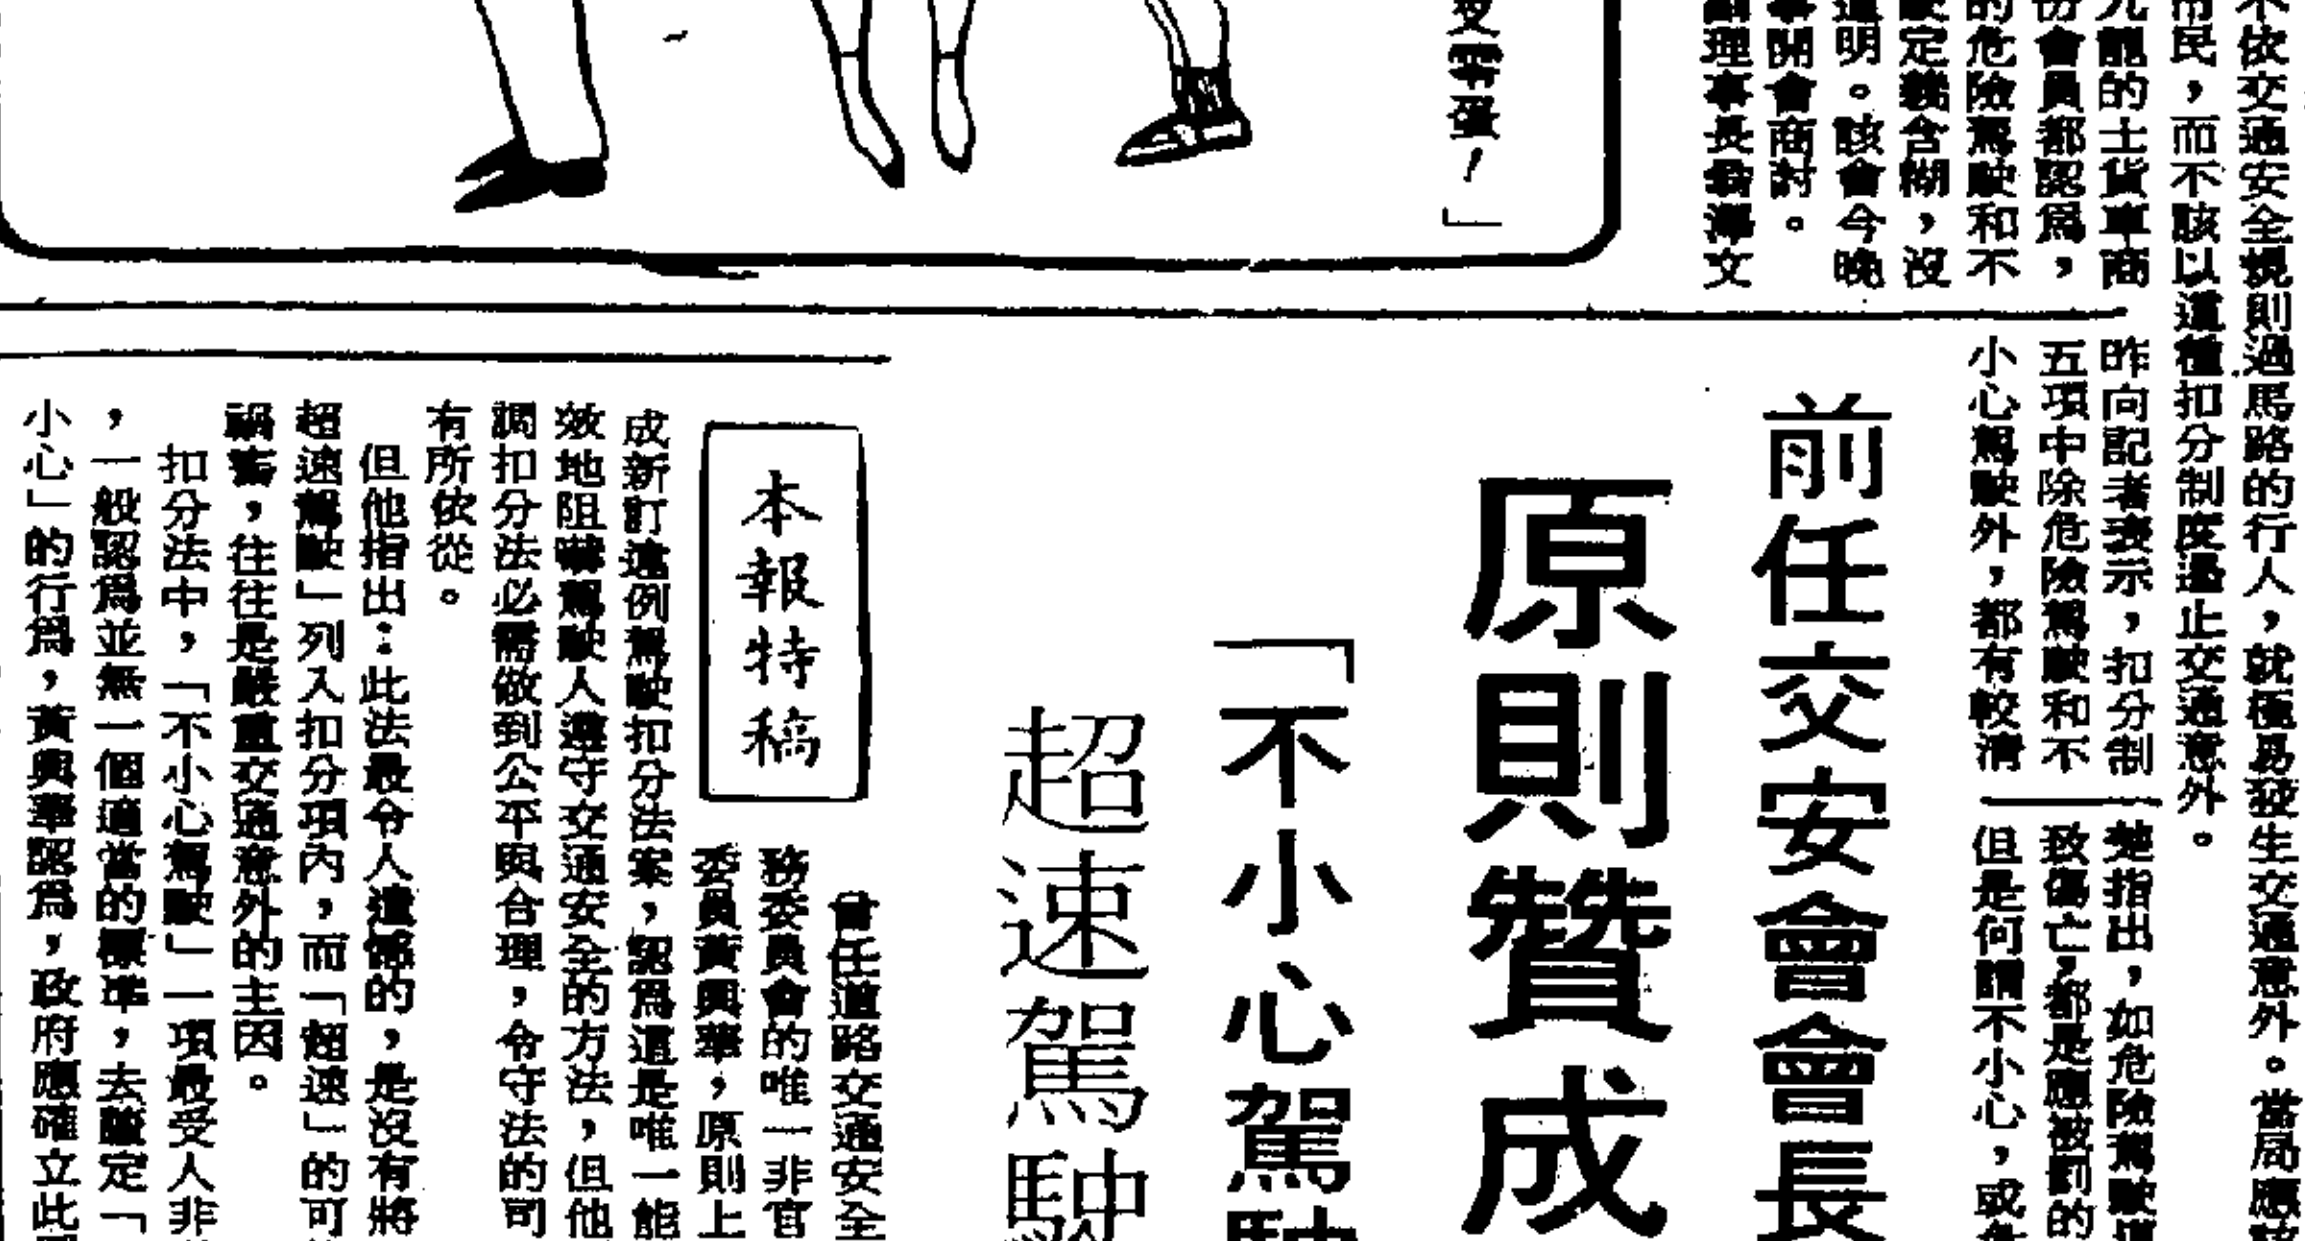 不依交通安全規則過馬路的行人，就極易發生交通意外。當局應該
市民，而不該以這種扣分制度遏止交通意外。
九龍的士貨車商
份會員都認爲，
的危險駕駛和不
駛定義含糊，沒
這明。該會今晚
事開會商討。
副理事長 澤文
昨向記者表示，扣分制
五項中除危險駕駛和不
小心駕駛外，都有較清
楚指出，如危險駕駛
致傷亡，都是應該罰的
但是何謂不小心，或
零蛋！」
前任交安會會長
原則贊成
「不小心駕駛
超速駕駛
本報特稿
曾任道路交通安全
務委員會的唯一非官
委員黃興華，原則上
成新訂違例駕駛扣分法案，認爲這是唯一能
效地阻嚇駕駛人遵守交通安全的方法，但他
調扣分法必需做到公平與合理，令守法的司
有所依從。
但他指出：此法最令人遺憾的，是沒有將
超速駕駛」列入扣分項內，而「超速」的可
禍害，往往是嚴重交通意外的主因。
扣分法中，「不小心駕駛」一項最受人非
，一般認爲並無一個適當的標準，去釐定「
小心」的行爲，黃興華認爲，政府應確立此